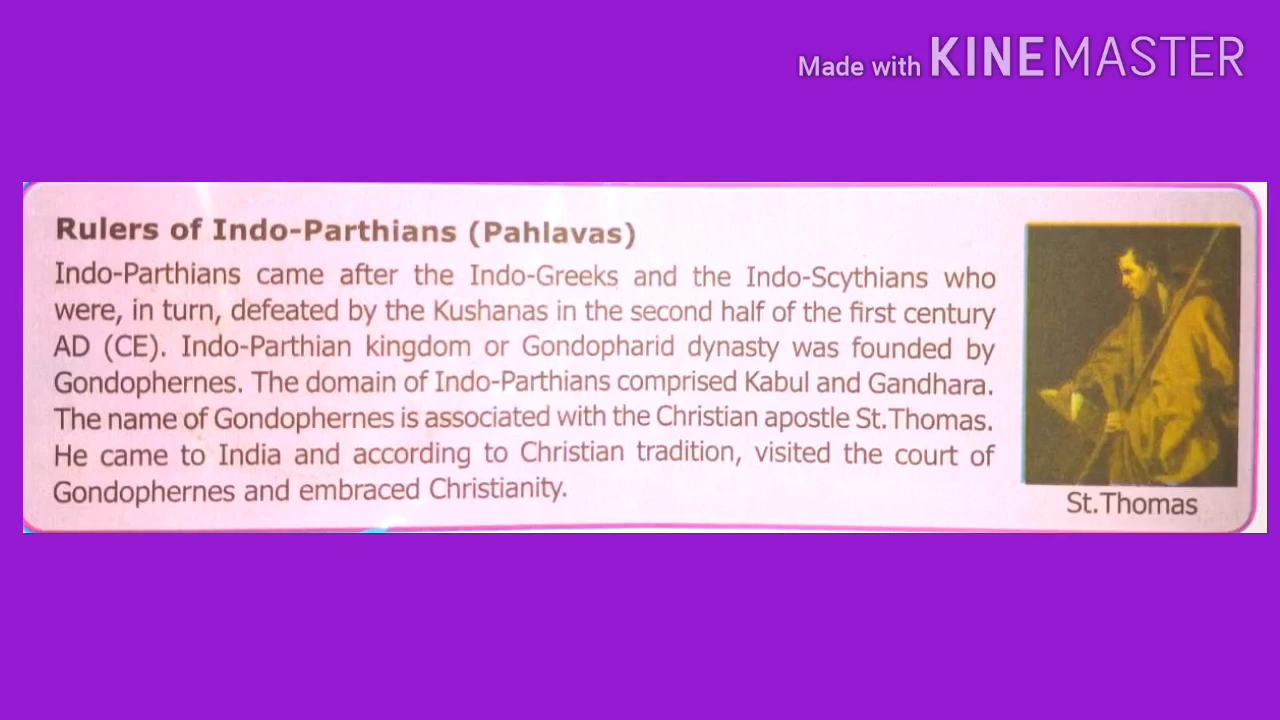 Made with KINEMASTER
Rulers of Indo-Parthians (Pahlavas)
Indo-Parthians came after the Indo-Greeks and the Indo-Scythians who
were, in turn, defeated by the Kushanas in the second half of the first century
AD (CE). Indo-Parthian kingdom or Gondopharid dynasty was founded by
Gondophernes. The domain of Indo-Parthians comprised Kabul and Gandhara.
The name of Gondophernes is associated with the Christian apostle St.Thomas.
He came to India and according to Christian tradition, visited the court of
Gondophernes and embraced Christianity.
St.Thomas